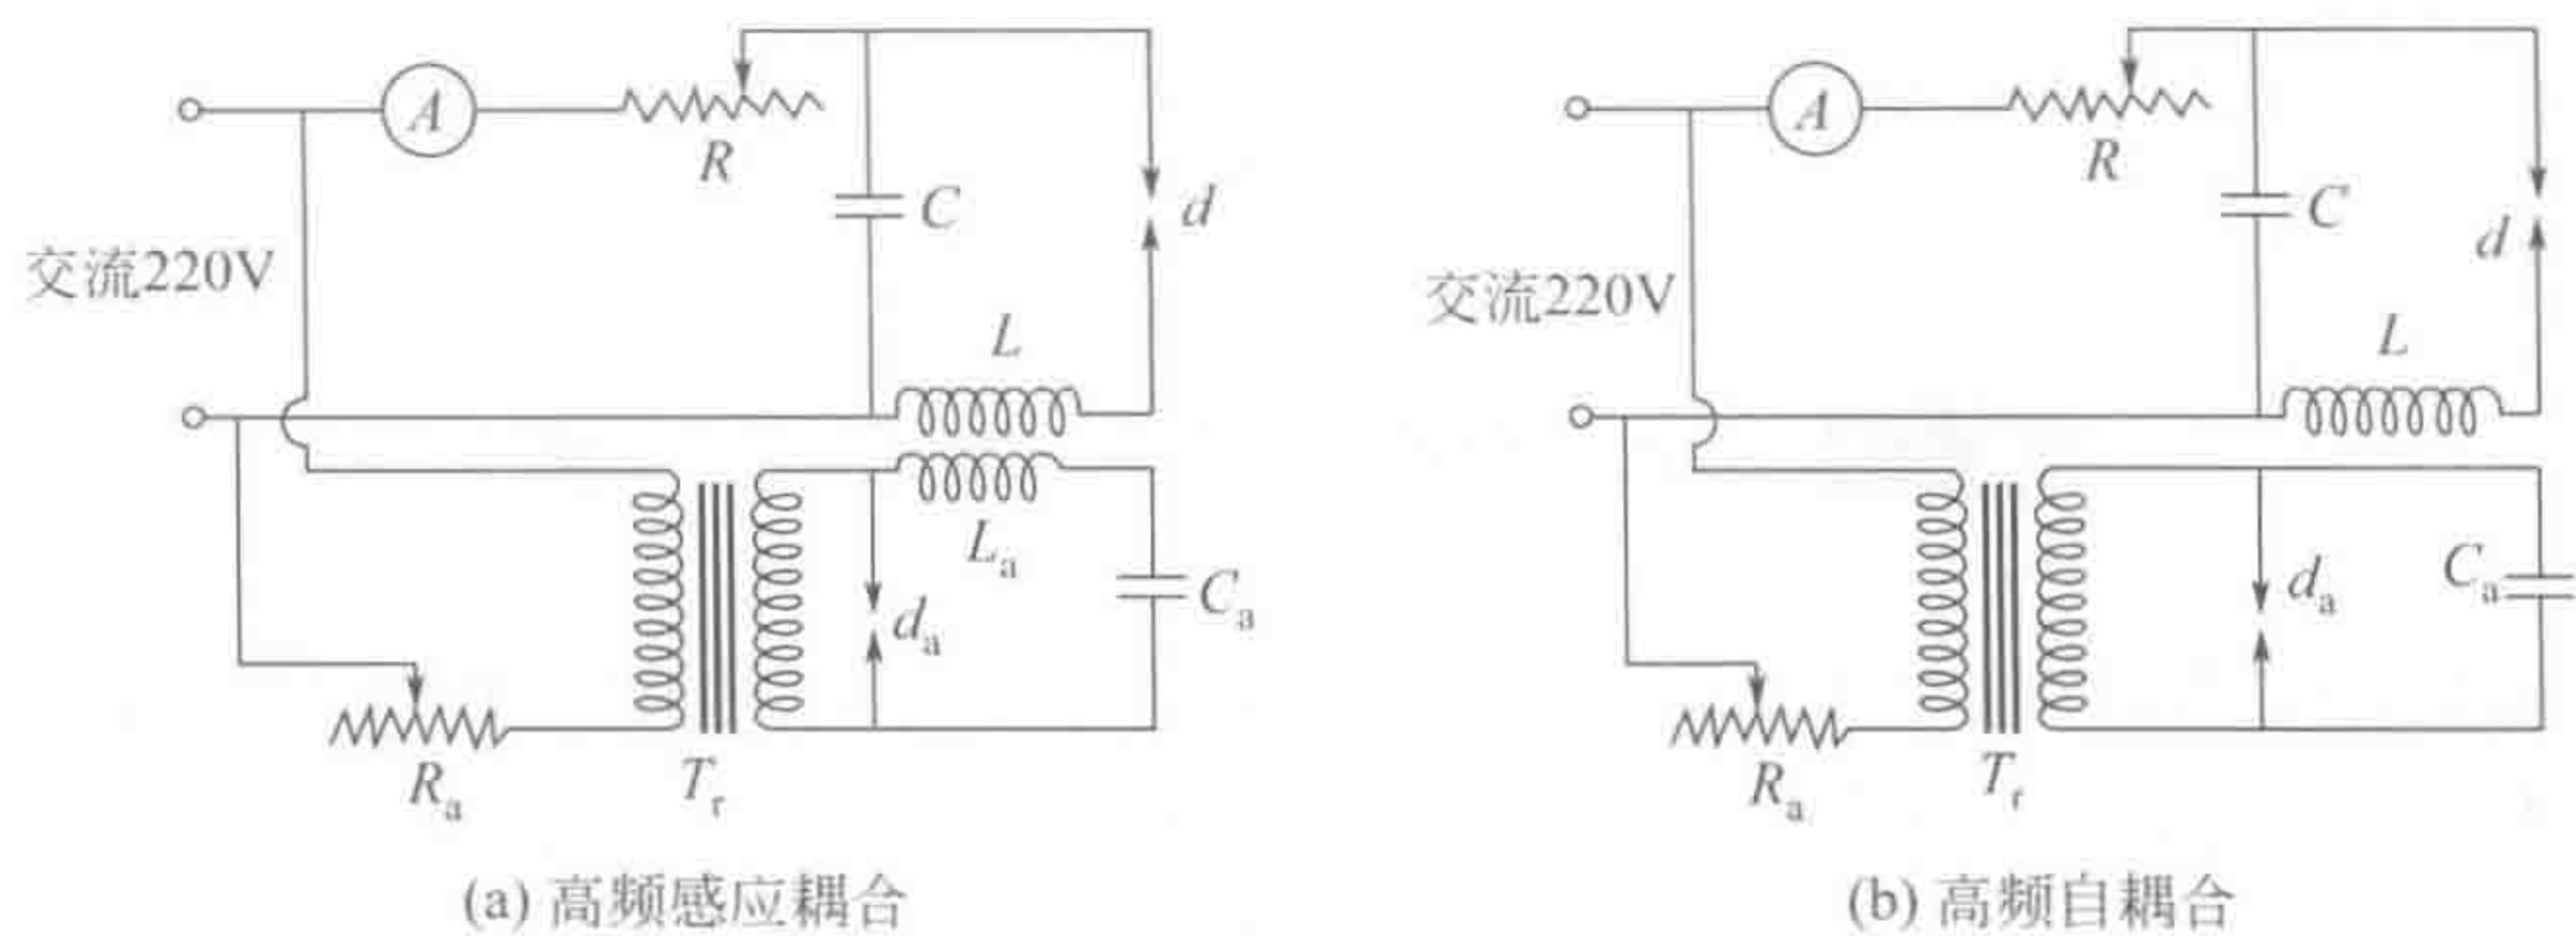 A
R
C
d
交流220V
L
L_a
d_a
C_a
R_a
T_r
(a) 高频感应耦合
A
R
C
d
交流220V
L
d_a
C_a
R_a
T_r
(b) 高频自耦合